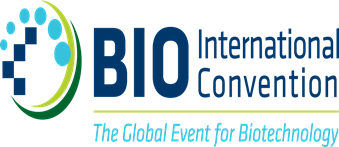 BIO International
Convention
The Global Event for Biotechnology